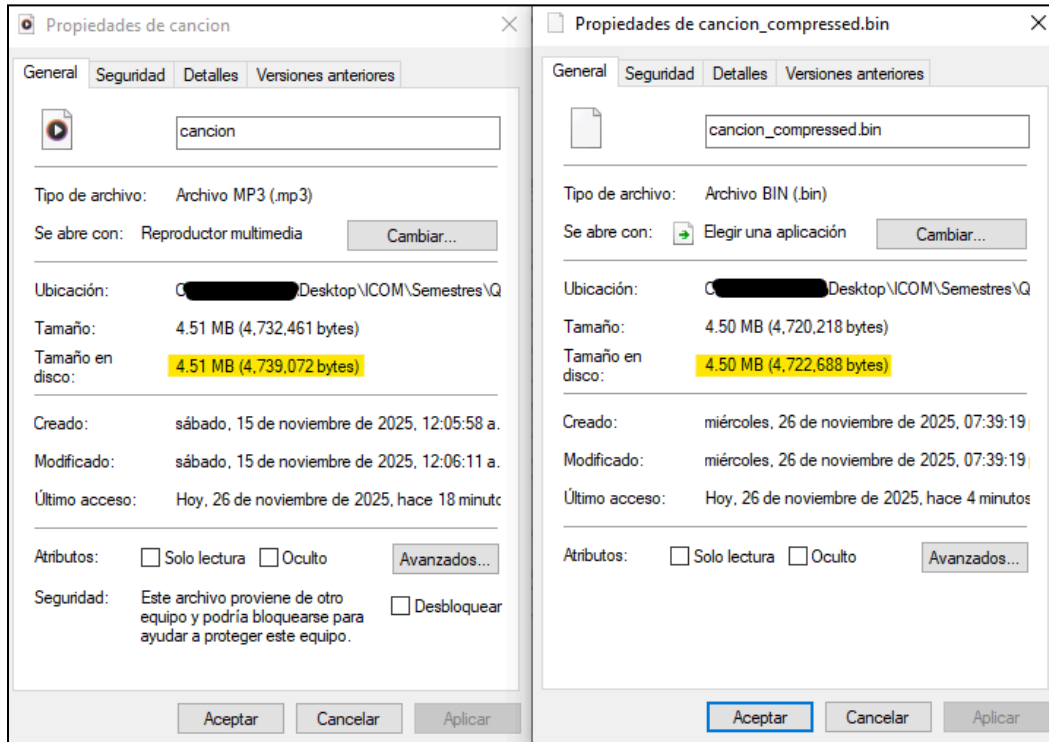 Propiedades de cancion
General Seguridad Detalles Versiones anteriores
cancion
Tipo de archivo: Archivo MP3 (.mp3)
Se abre con: Reproductor multimedia Cambiar...
Ubicación: C Desktop\ICOM\Semestres\Q
Tamaño: 4.51 MB (4,732,461 bytes)
Tamaño en
disco: 4.51 MB (4,739,072 bytes)
Creado: sábado, 15 de noviembre de 2025, 12:05:58 a.
Modificado: sábado, 15 de noviembre de 2025, 12:06:11 a.
Último acceso: Hoy, 26 de noviembre de 2025, hace 18 minuto
Atributos: Solo lectura Oculto Avanzados...
Seguridad: Este archivo proviene de otro
equipo y podría bloquearse para
ayudar a proteger este equipo.
Desbloquear
Aceptar Cancelar Aplicar
Propiedades de cancion_compressed.bin
General Seguridad Detalles Versiones anteriores
cancion_compressed.bin
Tipo de archivo: Archivo BIN (.bin)
Se abre con: Elegir una aplicación Cambiar...
Ubicación: C Desktop\ICOM\Semestres\Q
Tamaño: 4.50 MB (4,720,218 bytes)
Tamaño en
disco: 4.50 MB (4,722,688 bytes)
Creado: miércoles, 26 de noviembre de 2025, 07:39:19
Modificado: miércoles, 26 de noviembre de 2025, 07:39:19
Último acceso: Hoy, 26 de noviembre de 2025, hace 4 minutos
Atributos: Solo lectura Oculto Avanzados...
Aceptar Cancelar Aplicar